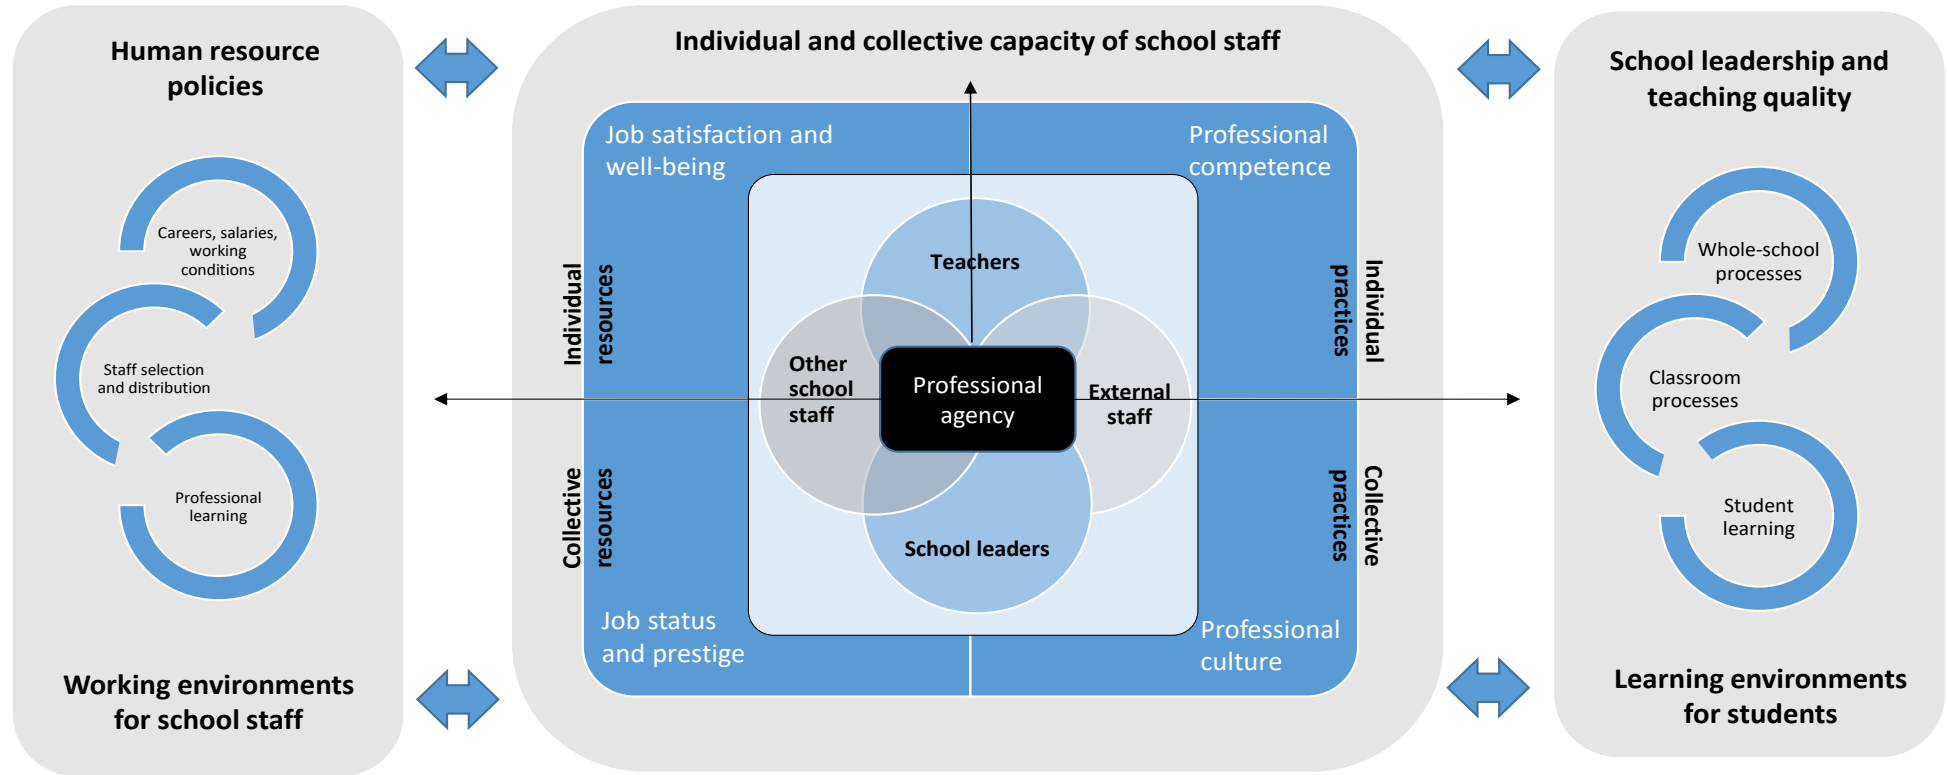 Human resource
policies
Careers, salaries,
working
conditions
Staff selection
and distribution
Professional
learning
Working environments
for school staff
Individual and collective capacity of school staff
Job satisfaction and
well-being
Professional
competence
Individual
resources
Individual
practices
Teachers
Other
school
staff
Professional
agency
External
staff
School leaders
Collective
resources
Collective
practices
Job status
and prestige
Professional
culture
School leadership and
teaching quality
Whole-school
processes
Classroom
processes
Student
learning
Learning environments
for students